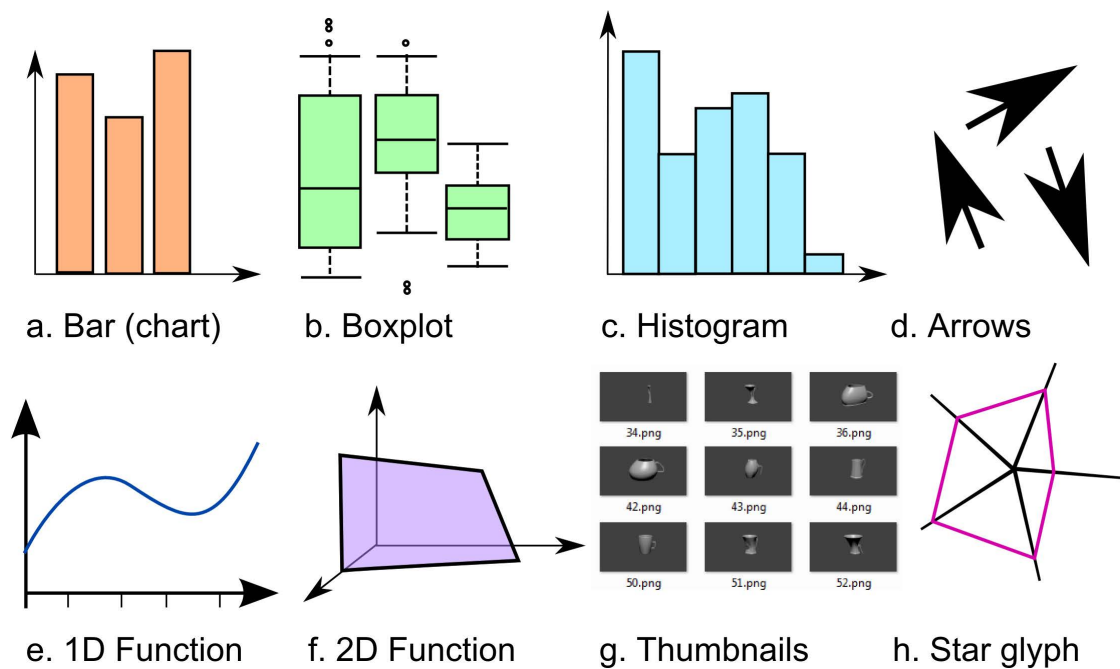 a. Bar (chart)
b. Boxplot
c. Histogram
d. Arrows
34.png
35.png
36.png
42.png
43.png
44.png
50.png
51.png
52.png
e. 1D Function
f. 2D Function
g. Thumbnails
h. Star glyph